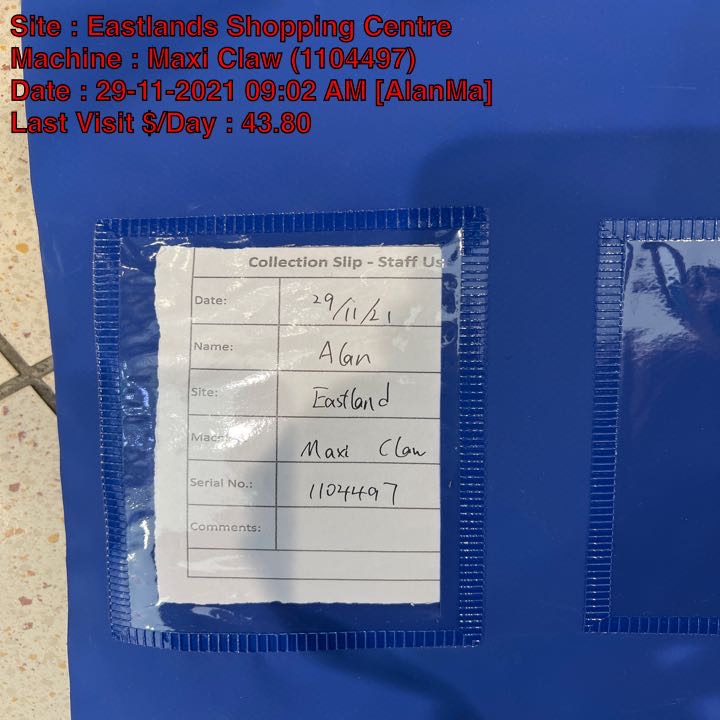 Site : Eastlands Shopping Centre
Machine : Maxi Claw (1104497)
Date : 29-11-2021 09:02 AM [AlanMa]
Last Visit $/Day : 43.80
Collection Slip - Staff Us
Date: 29/11/21
Name: Alan
Site: Eastland
Mac Maxi Claw
Serial No.: 1104497
Comments: